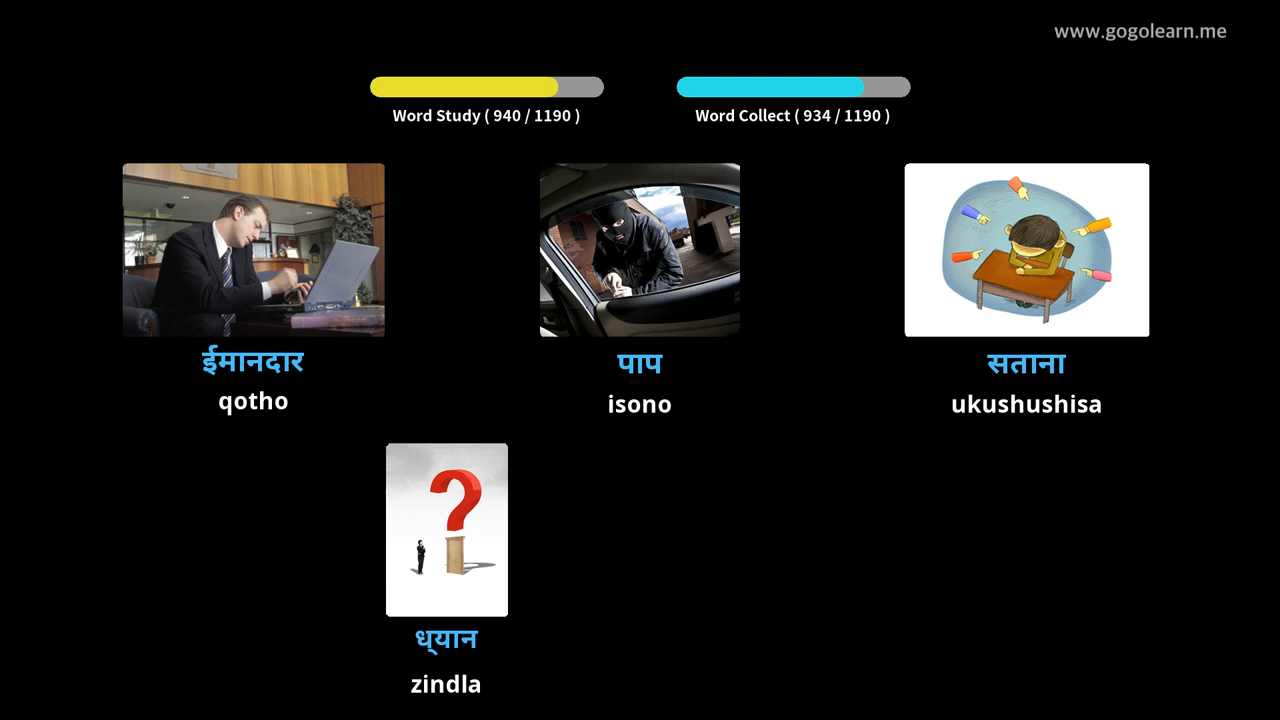 www.gogolearn.me
Word Study ( 940 / 1190 )
Word Collect ( 934 / 1190 )
ईमानदार
qotho
पाप
isono
सताना
ukushushisa
ध्यान
zindla